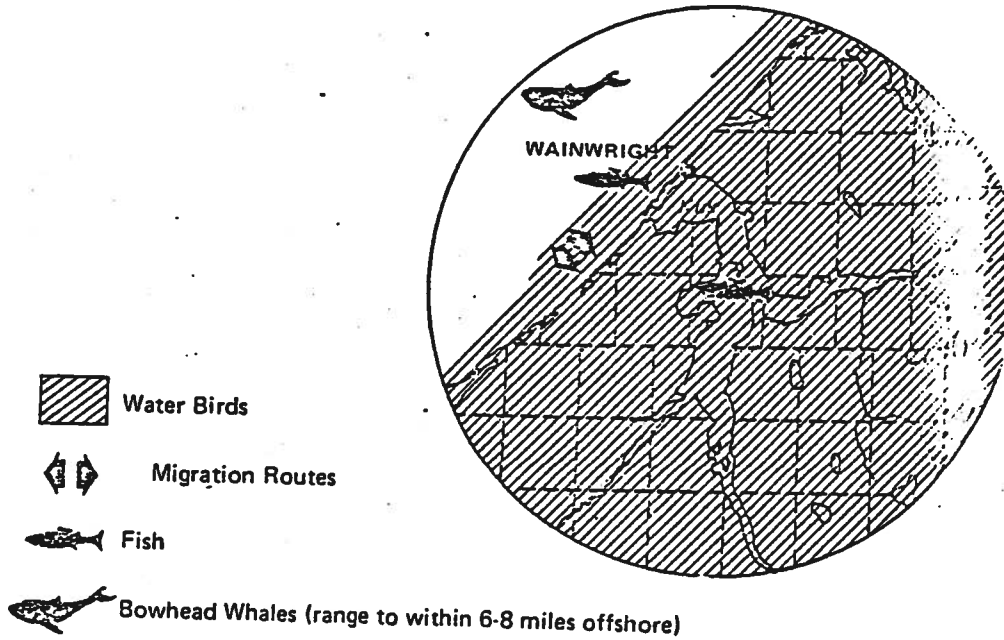 WAINWRIGHT
Water Birds
Migration Routes
Fish
Bowhead Whales (range to within 6-8 miles offshore)